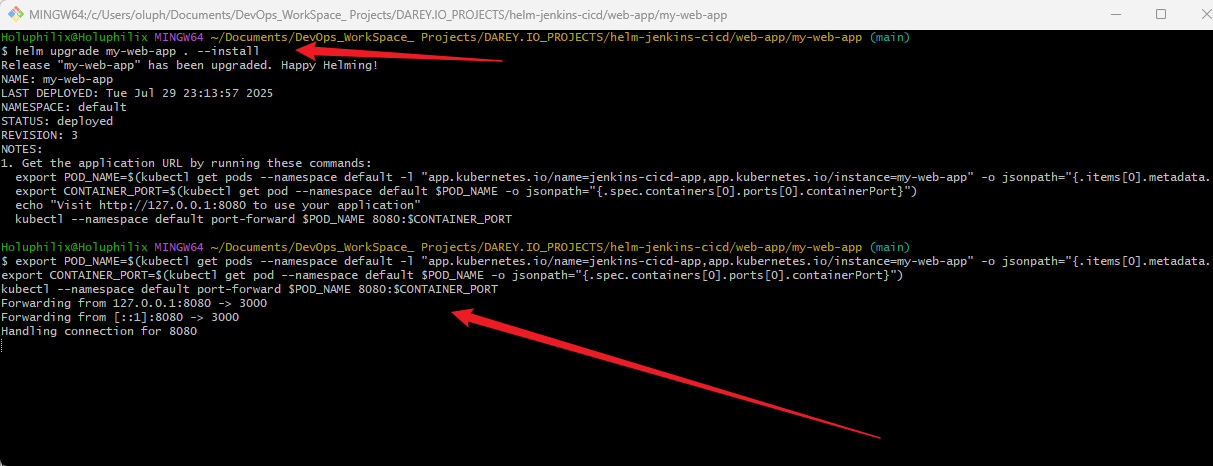 MINGW64:/c/Users/oluph/Documents/DevOps_WorkSpace_ Projects/DAREY.IO_PROJECTS/helm-jenkins-cicd/web-app/my-web-app
Holuphilix@Holuphilix MINGW64 ~/Documents/DevOps_WorkSpace_ Projects/DAREY.IO_PROJECTS/helm-jenkins-cicd/web-app/my-web-app (main)
$ helm upgrade my-web-app . --install
Release "my-web-app" has been upgraded. Happy Helming!
NAME: my-web-app
LAST DEPLOYED: Tue Jul 29 23:13:57 2025
NAMESPACE: default
STATUS: deployed
REVISION: 3
NOTES:
1. Get the application URL by running these commands:
  export POD_NAME=$(kubectl get pods --namespace default -l "app.kubernetes.io/name=jenkins-cicd-app,app.kubernetes.io/instance=my-web-app" -o jsonpath="{.items[0].metadata.
  export CONTAINER_PORT=$(kubectl get pod --namespace default $POD_NAME -o jsonpath="{.spec.containers[0].ports[0].containerPort}")
  echo "Visit http://127.0.0.1:8080 to use your application"
  kubectl --namespace default port-forward $POD_NAME 8080:$CONTAINER_PORT
Holuphilix@Holuphilix MINGW64 ~/Documents/DevOps_WorkSpace_ Projects/DAREY.IO_PROJECTS/helm-jenkins-cicd/web-app/my-web-app (main)
$ export POD_NAME=$(kubectl get pods --namespace default -l "app.kubernetes.io/name=jenkins-cicd-app,app.kubernetes.io/instance=my-web-app" -o jsonpath="{.items[0].metadata.
export CONTAINER_PORT=$(kubectl get pod --namespace default $POD_NAME -o jsonpath="{.spec.containers[0].ports[0].containerPort}")
kubectl --namespace default port-forward $POD_NAME 8080:$CONTAINER_PORT
Forwarding from 127.0.0.1:8080 -> 3000
Forwarding from [::1]:8080 -> 3000
Handling connection for 8080